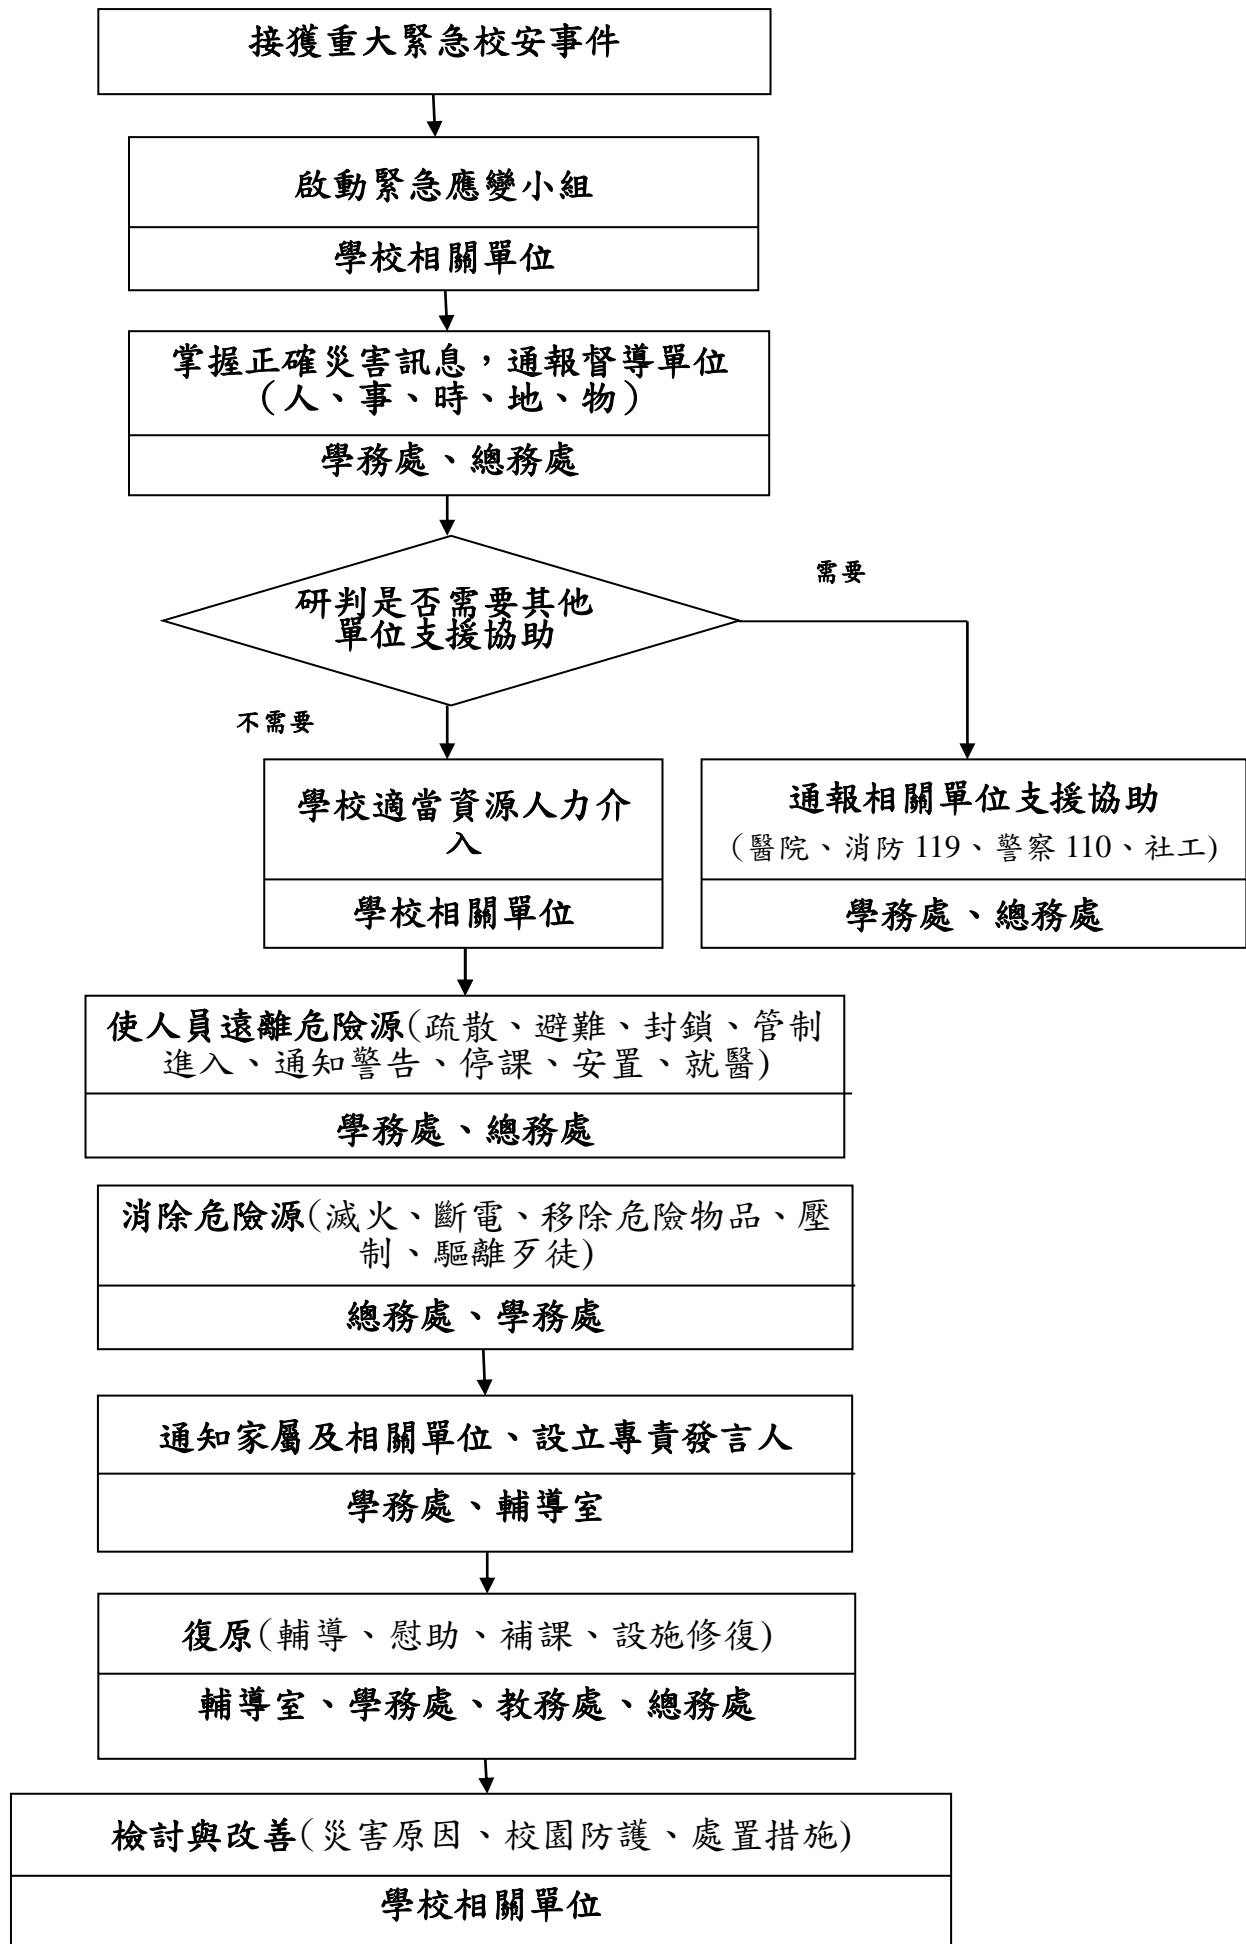 接獲重大緊急校安事件
啟動緊急應變小組
學校相關單位
掌握正確災害訊息，通報督導單位
（人、事、時、地、物）
學務處、總務處
研判是否需要其他
單位支援協助
需要
不需要
學校適當資源人力介
入
學校相關單位
通報相關單位支援協助
（醫院、消防 119、警察 110、社工)
學務處、總務處
使人員遠離危險源(疏散、避難、封鎖、管制
進入、通知警告、停課、安置、就醫)
學務處、總務處
消除危險源(滅火、斷電、移除危險物品、壓
制、驅離歹徒)
總務處、學務處
通知家屬及相關單位、設立專責發言人
學務處、輔導室
復原(輔導、慰助、補課、設施修復)
輔導室、學務處、教務處、總務處
檢討與改善(災害原因、校園防護、處置措施)
學校相關單位